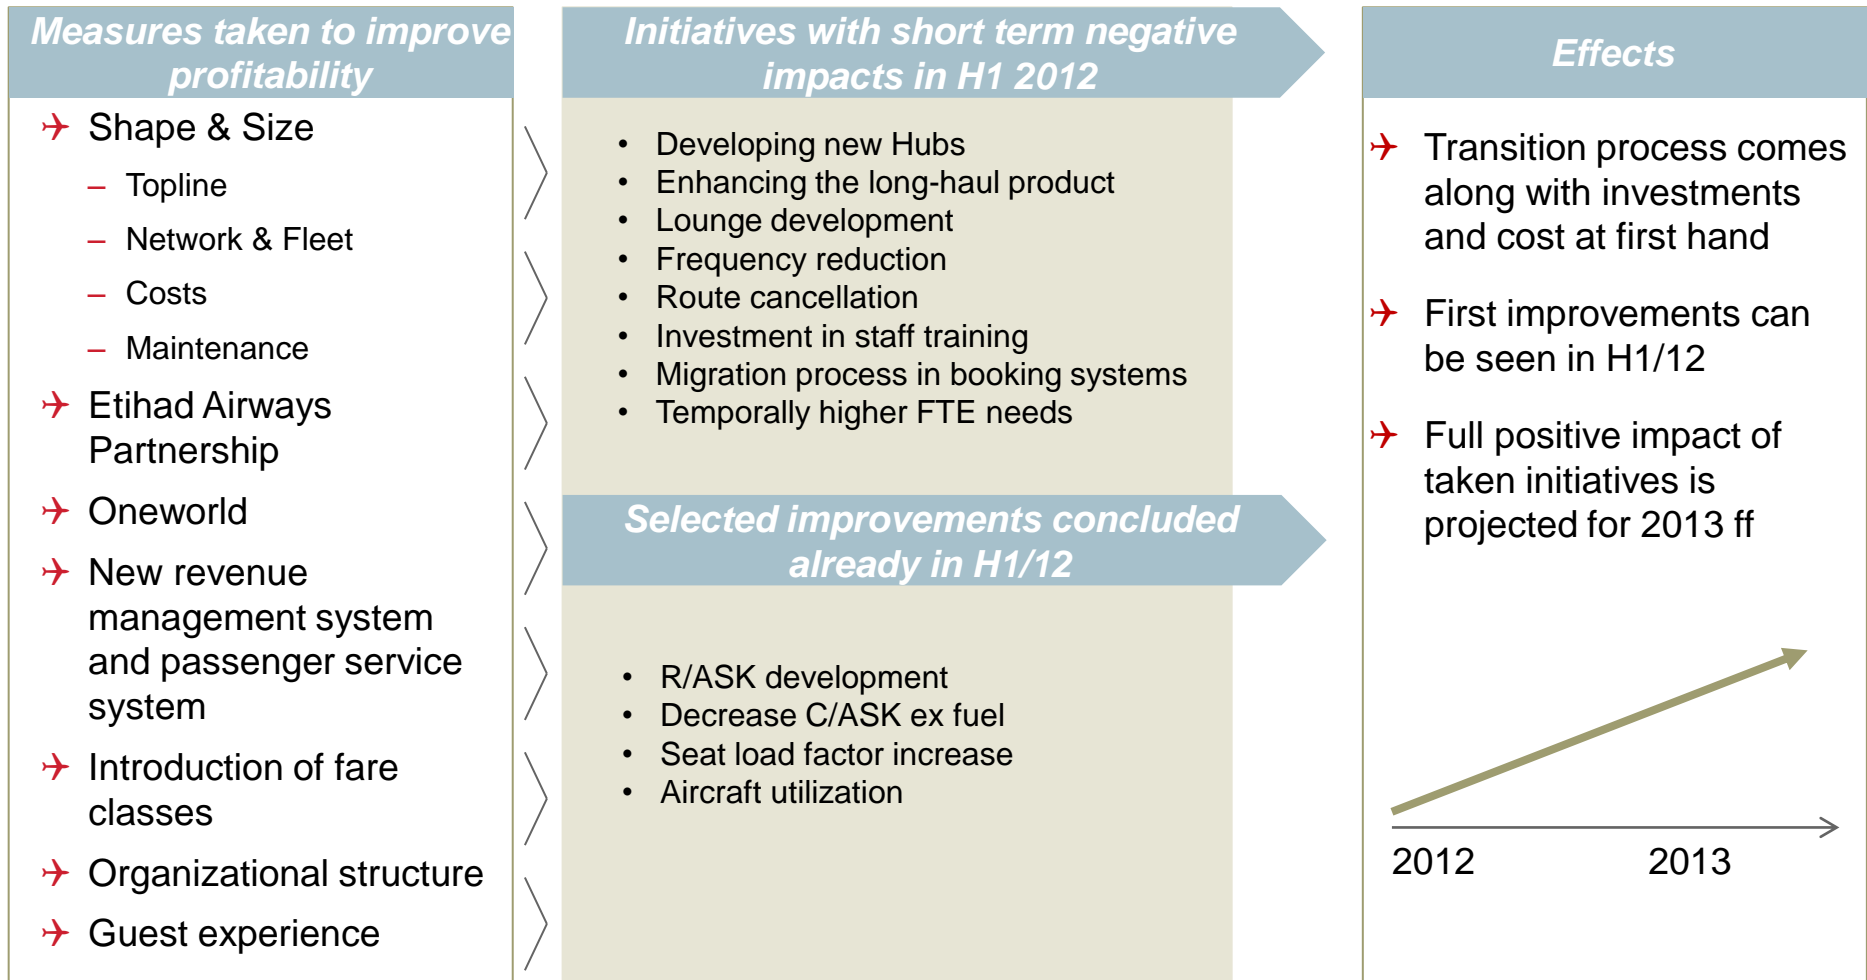 Measures taken to improve
profitability
✈ Shape & Size
– Topline
– Network & Fleet
– Costs
– Maintenance
✈ Etihad Airways
Partnership
✈ Oneworld
✈ New revenue
management system
and passenger service
system
✈ Introduction of fare
classes
✈ Organizational structure
✈ Guest experience
Initiatives with short term negative
impacts in H1 2012
• Developing new Hubs
• Enhancing the long-haul product
• Lounge development
• Frequency reduction
• Route cancellation
• Investment in staff training
• Migration process in booking systems
• Temporally higher FTE needs
Selected improvements concluded
already in H1/12
• R/ASK development
• Decrease C/ASK ex fuel
• Seat load factor increase
• Aircraft utilization
Effects
✈ Transition process comes
along with investments
and cost at first hand
✈ First improvements can
be seen in H1/12
✈ Full positive impact of
taken initiatives is
projected for 2013 ff
2012 2013